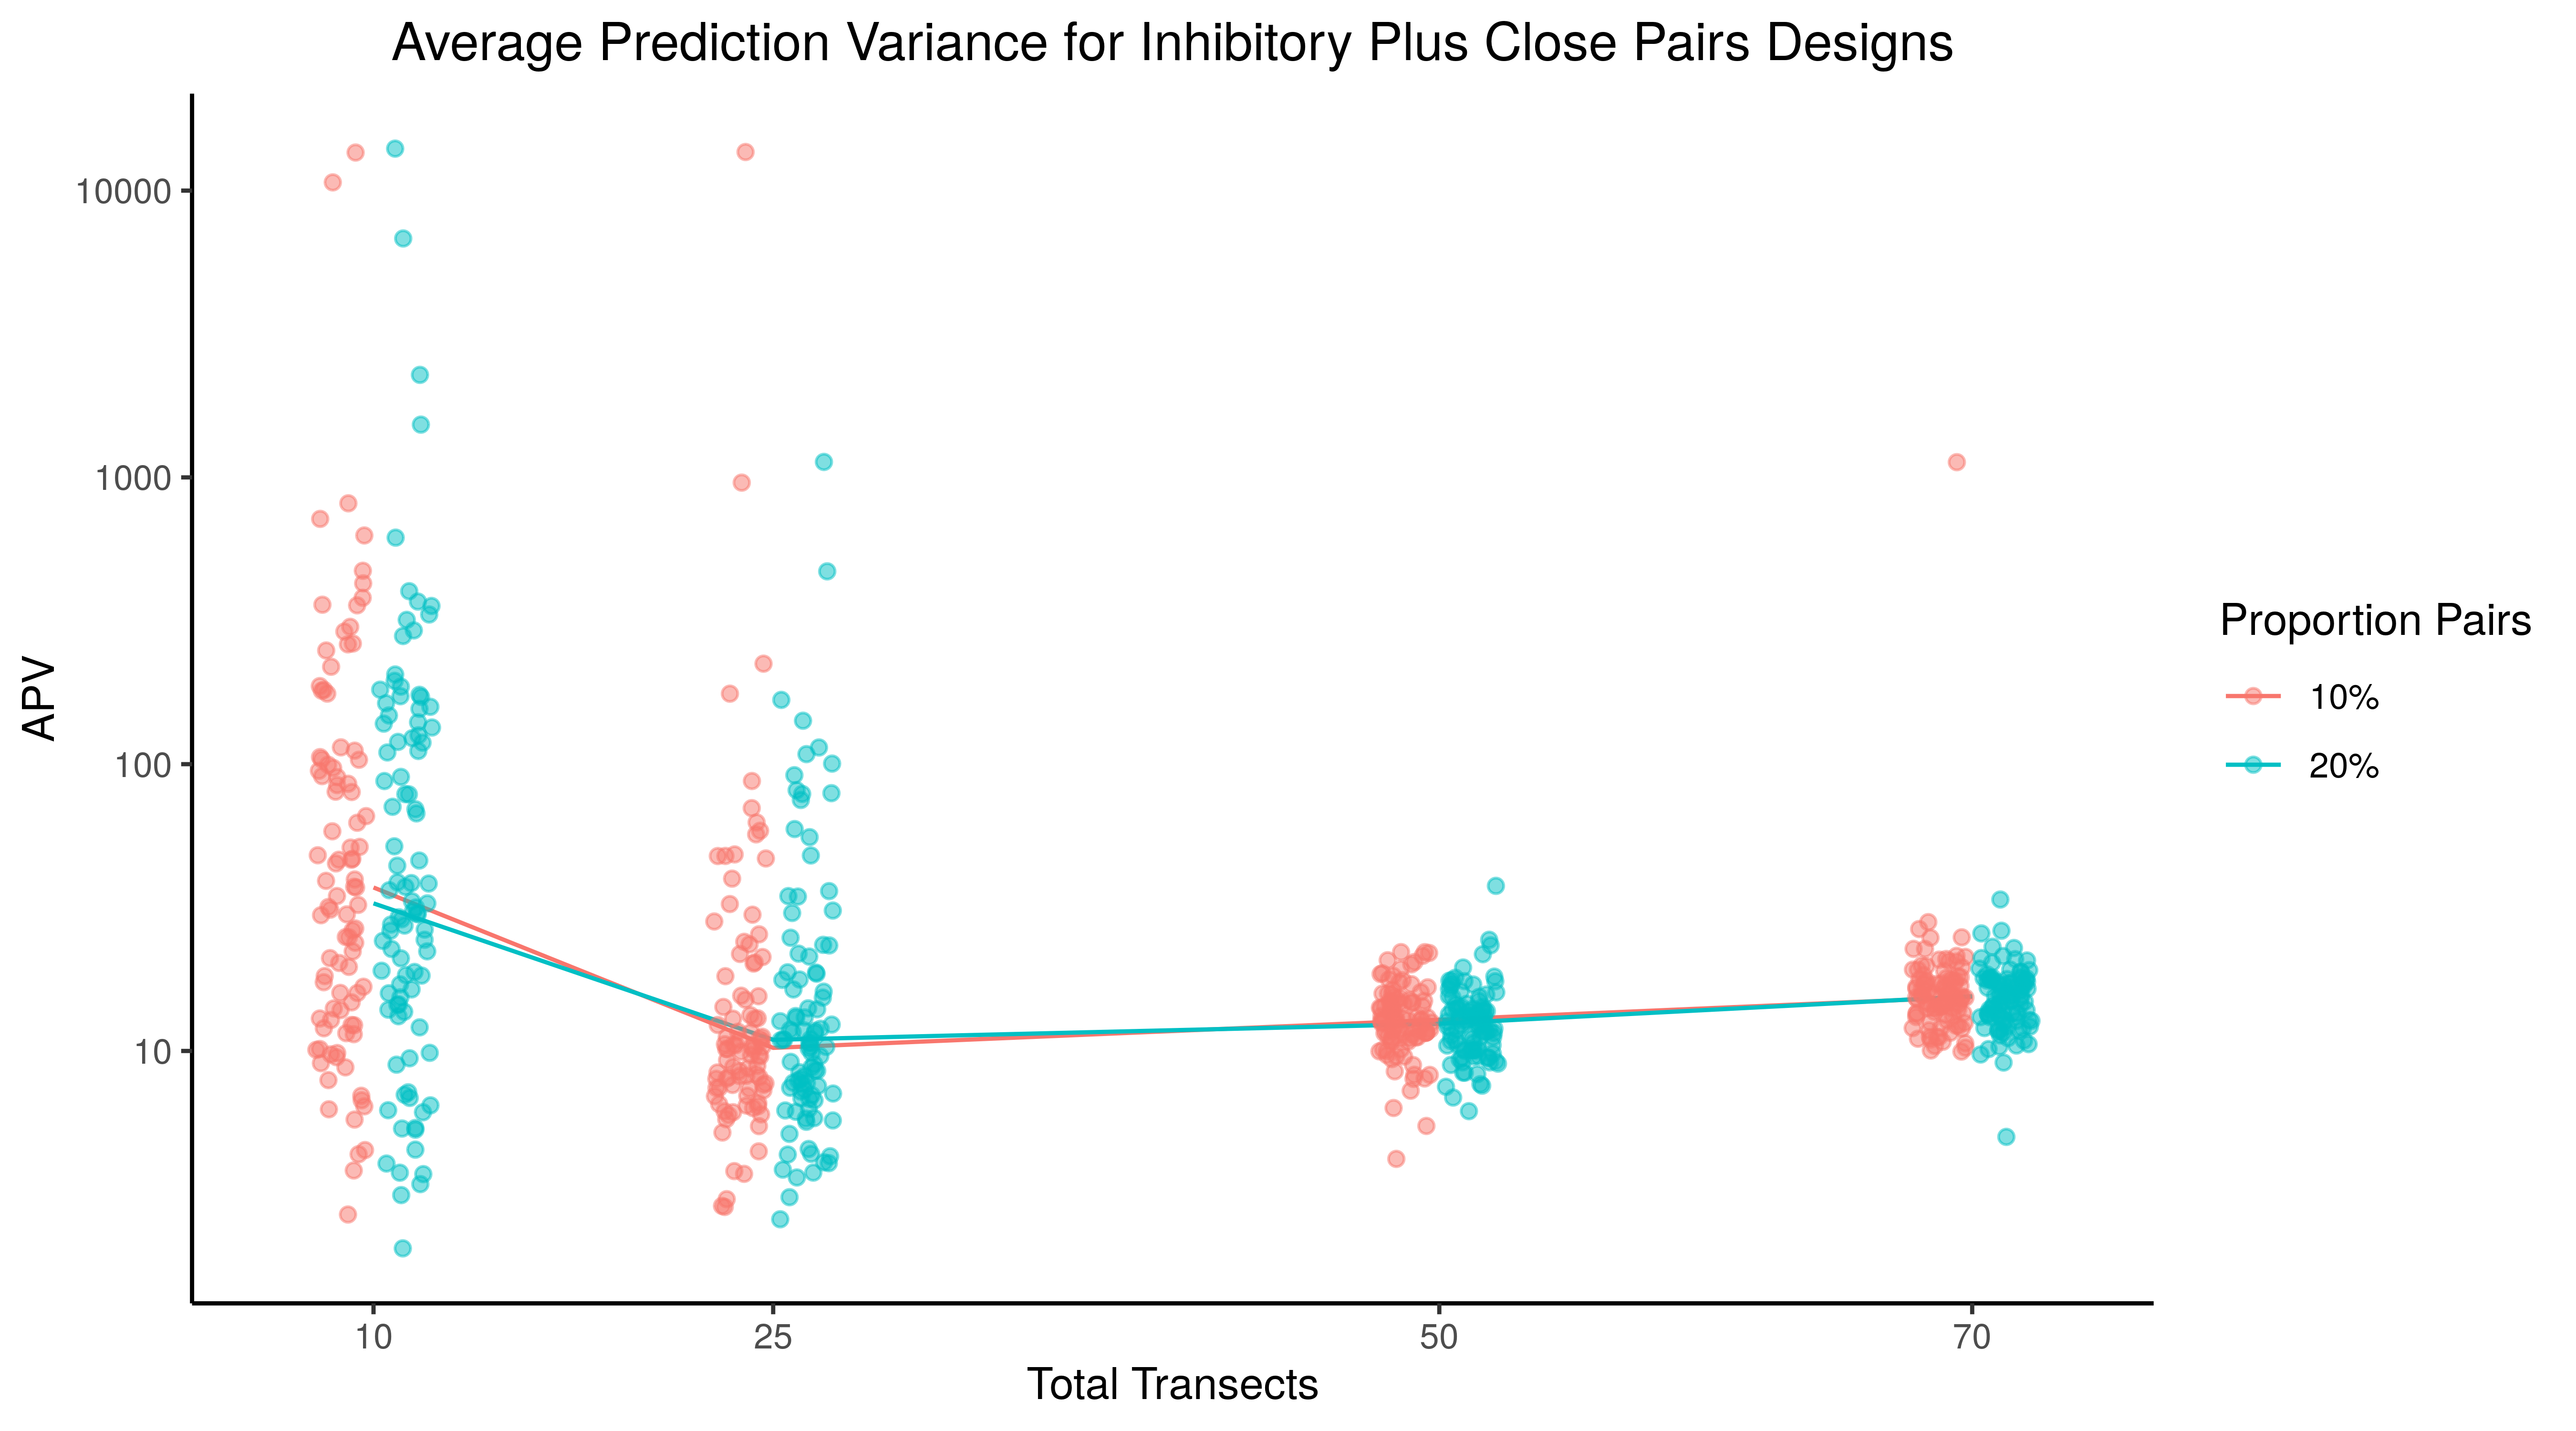 Average Prediction Variance for Inhibitory Plus Close Pairs Designs
10000
1000
100
10
APV
10 25 50 70
Total Transects
Proportion Pairs
10%
20%